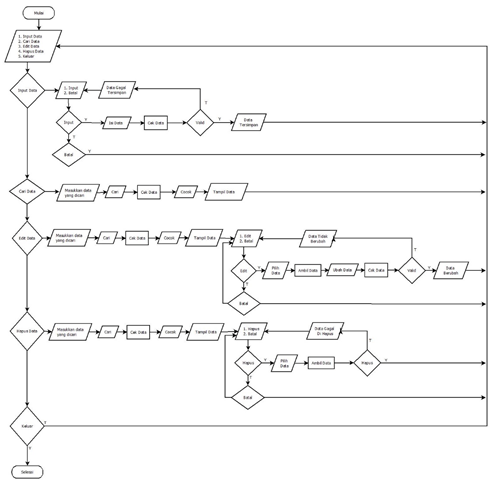 Mulai
1. Input Data
2. Cari Data
3. Edit Data
4. Hapus Data
5. Keluar
Input Data
1. Input
2. Batal
Data Gagal
Tersimpan
T
Input
Y
Isi Data
Cek Data
Valid
Y
Data
Tersimpan
T
Batal
Y
Cari Data
Masukkan data
yang dicari
Cari
Cek Data
Cocok
Tampil Data
Y
Edit Data
Masukkan data
yang dicari
Cari
Cek Data
Cocok
Tampil Data
1. Edit
2. Batal
Data Tidak
Berubah
T
Edit
Y
Pilih
Data
Ambil Data
Ubah Data
Cek Data
Valid
Y
Data
Berubah
T
Batal
Y
Hapus Data
Masukkan data
yang dicari
Cari
Cek Data
Cocok
Tampil Data
1. Hapus
2. Batal
Data Gagal
Di Hapus
T
Hapus
Y
Pilih
Data
Ambil Data
Hapus
Y
T
Batal
Keluar
T
Y
Selesai